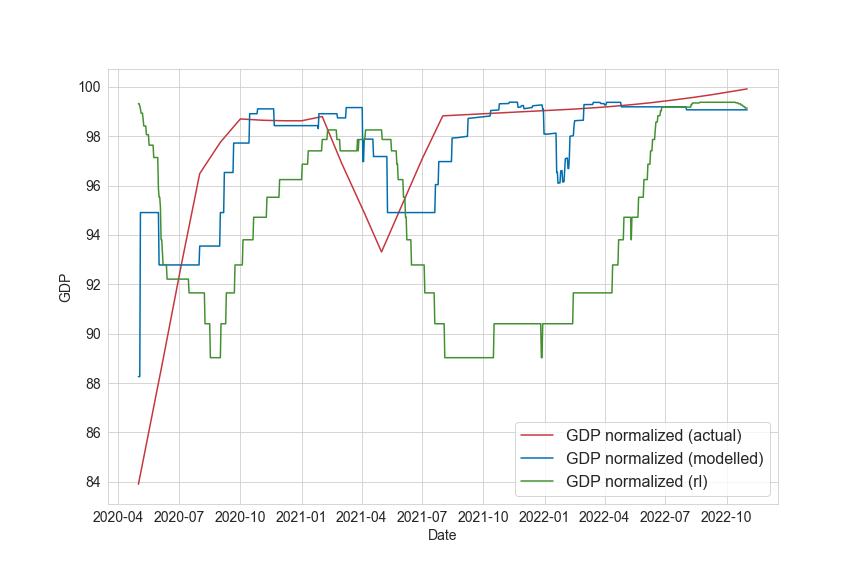 100
98
96
94
92
90
88
86
84
GDP
GDP normalized (actual)
GDP normalized (modelled)
GDP normalized (rl)
2020-04 2020-07 2020-10 2021-01 2021-04 2021-07 2021-10 2022-01 2022-04 2022-07 2022-10
Date